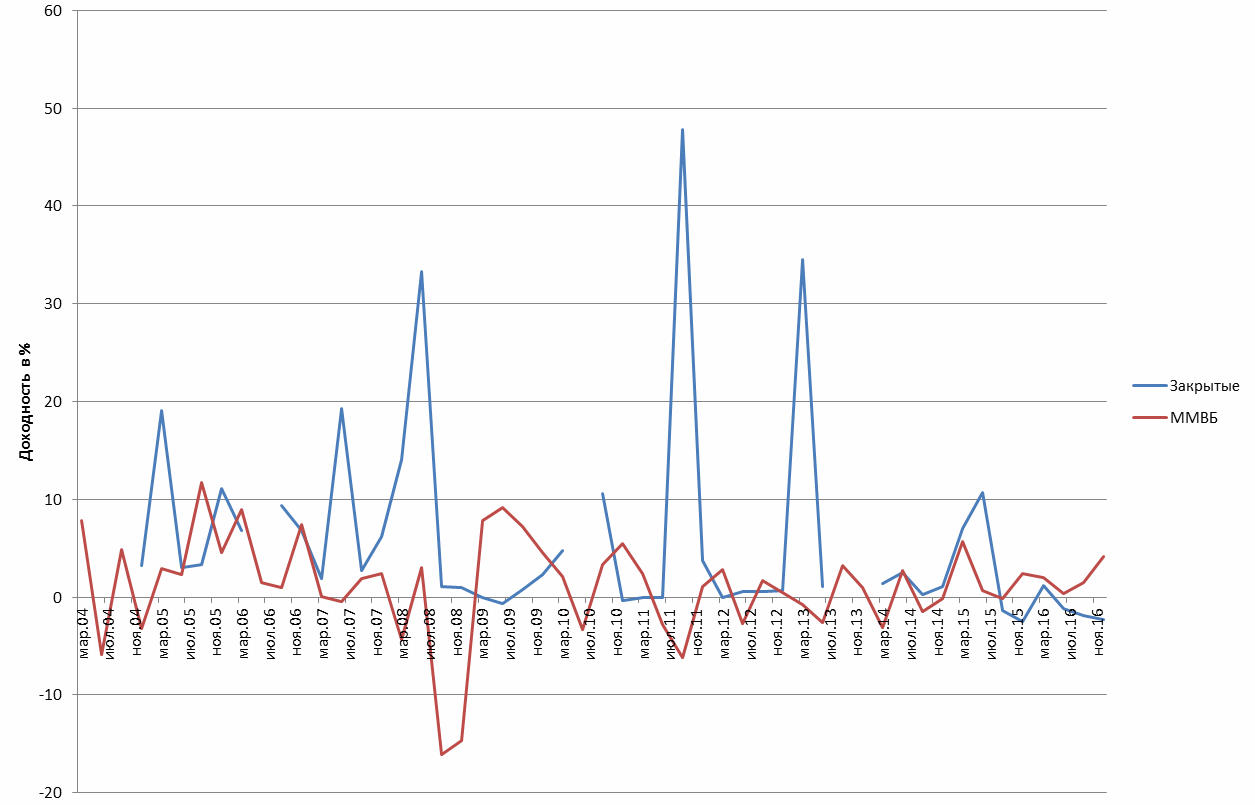 60
50
40
30
20
10
0
-10
-20
Доходность в %
мар.04
июл.04
ноя.04
мар.05
июл.05
ноя.05
мар.06
июл.06
ноя.06
мар.07
июл.07
ноя.07
мар.08
июл.08
ноя.08
мар.09
июл.09
ноя.09
мар.10
июл.10
ноя.10
мар.11
июл.11
ноя.11
мар.12
июл.12
ноя.12
мар.13
июл.13
ноя.13
мар.14
июл.14
ноя.14
мар.15
июл.15
ноя.15
мар.16
июл.16
ноя.16
Закрытые
ММВБ